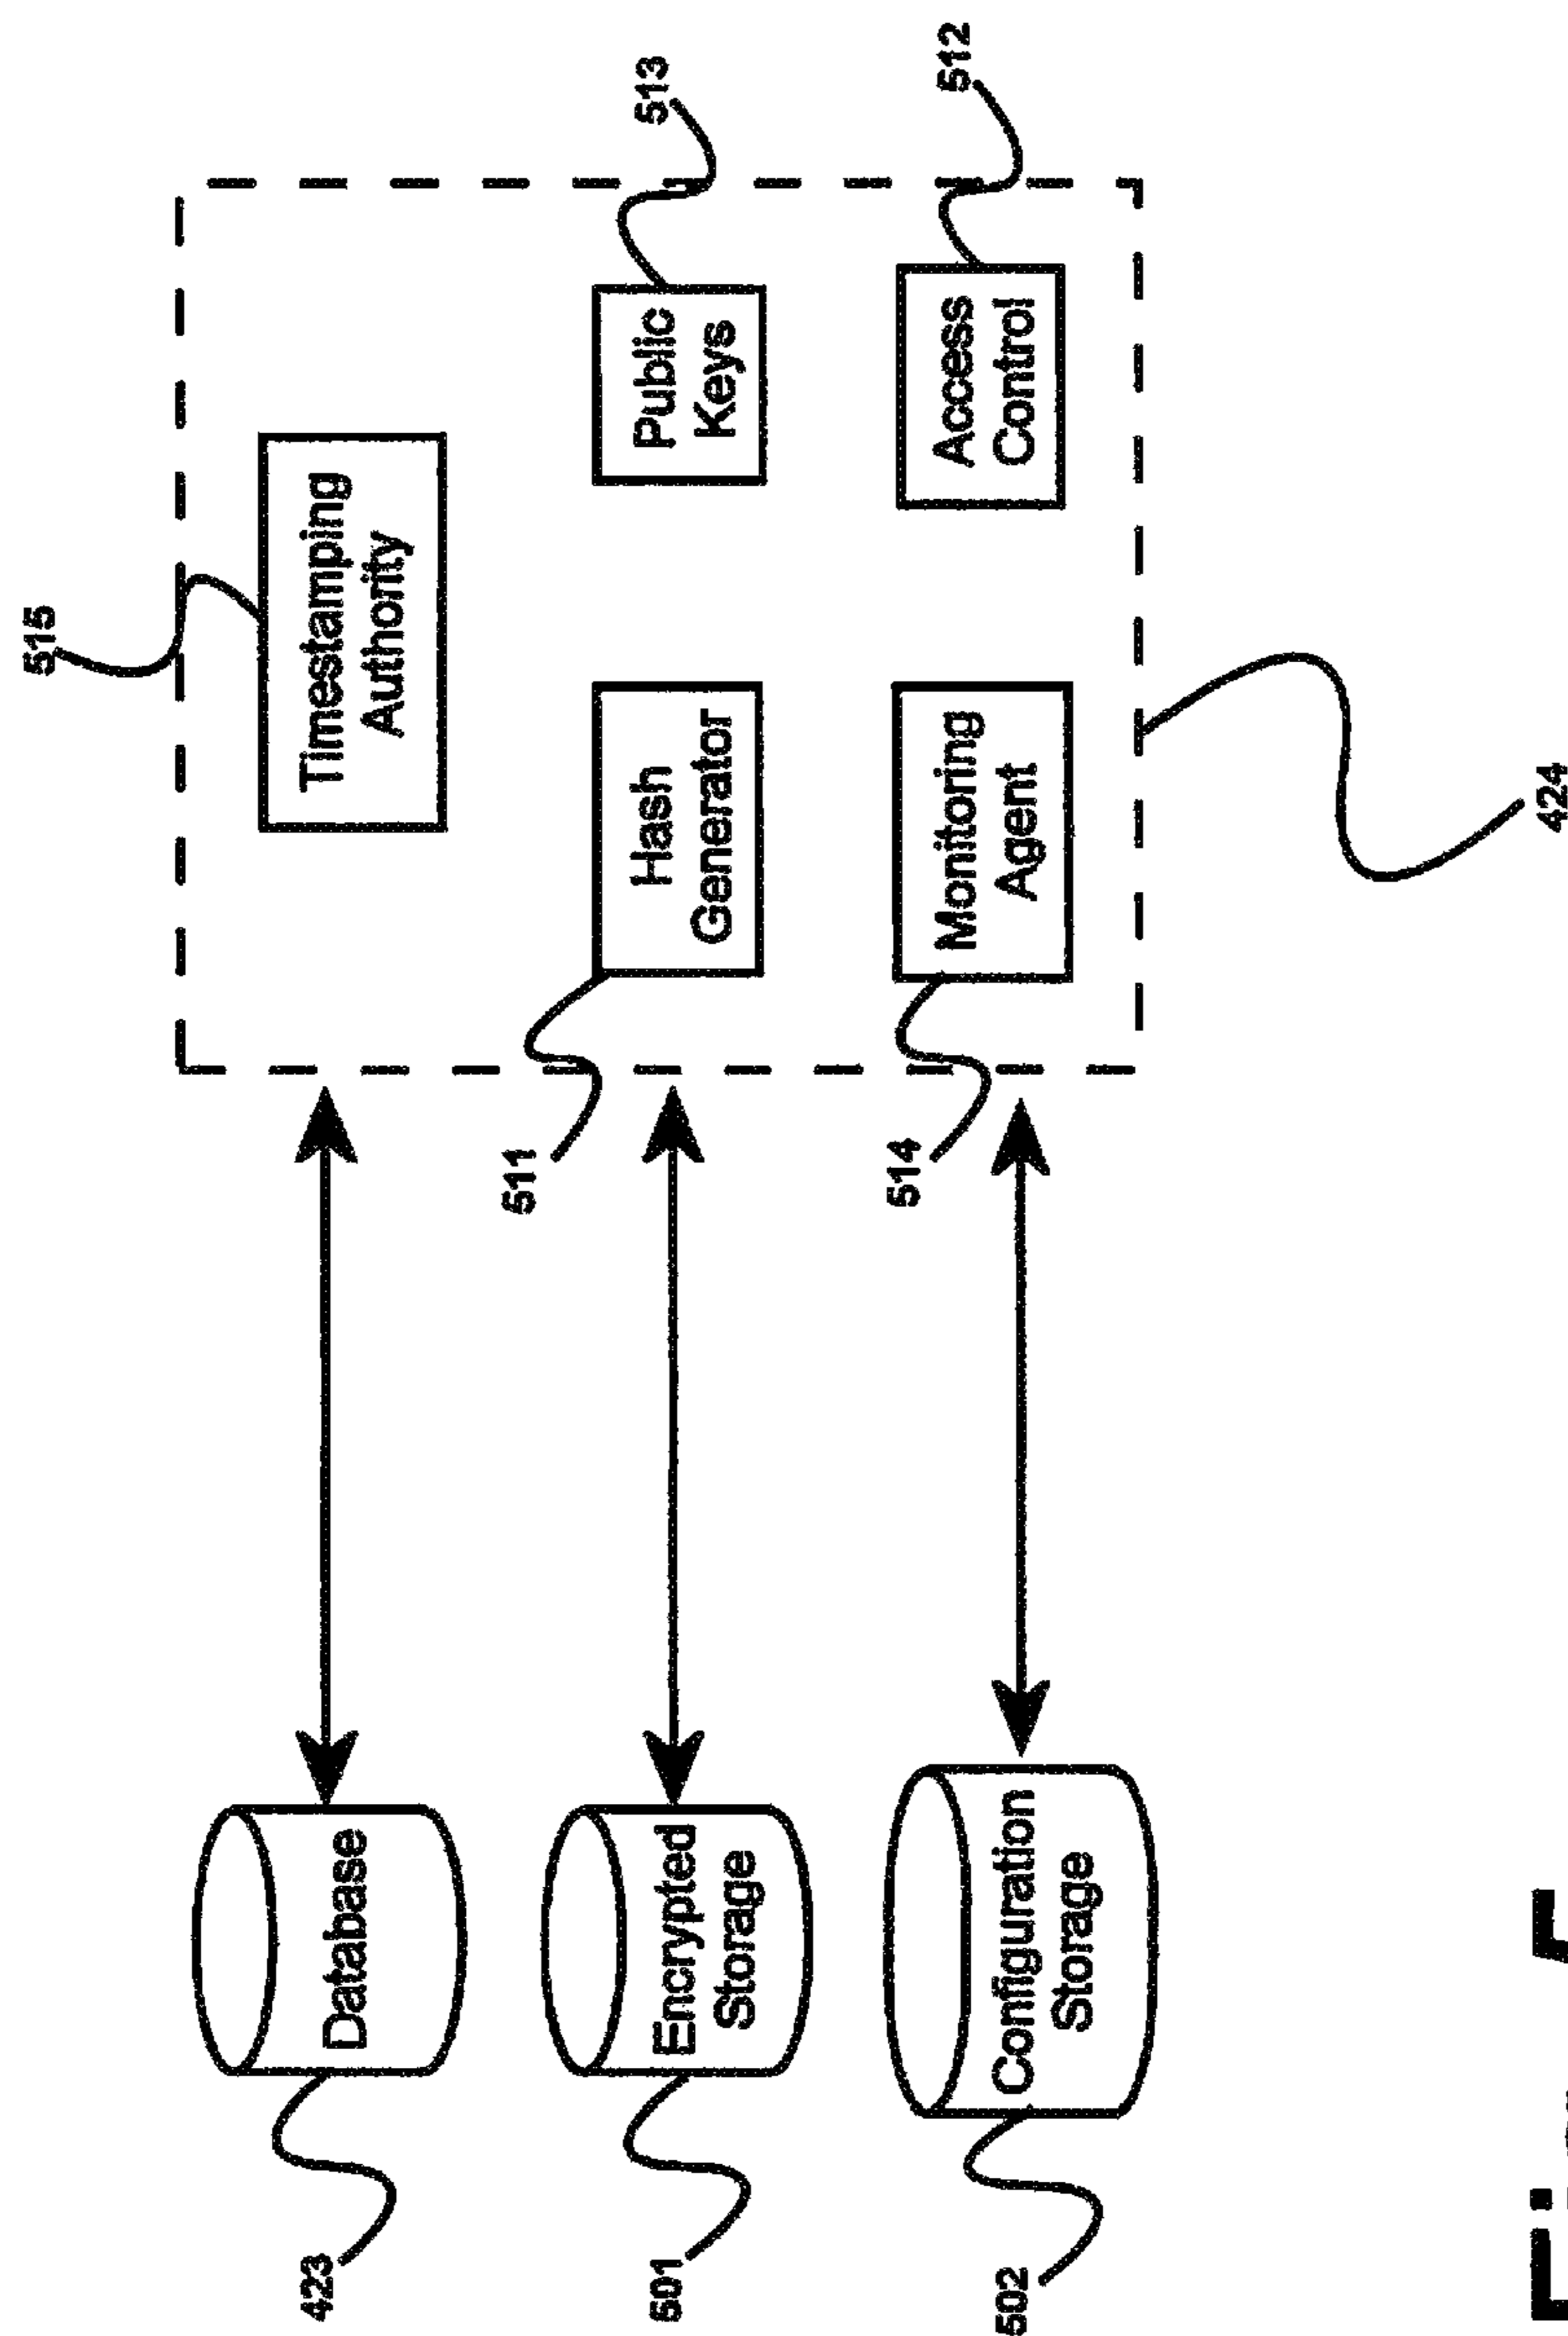 515
Timestamping
Authority
513
Public
Keys
512
Access
Control
511
Hash
Generator
514
Monitoring
Agent
424
423
Database
501
Encrypted
Storage
502
Configuration
Storage